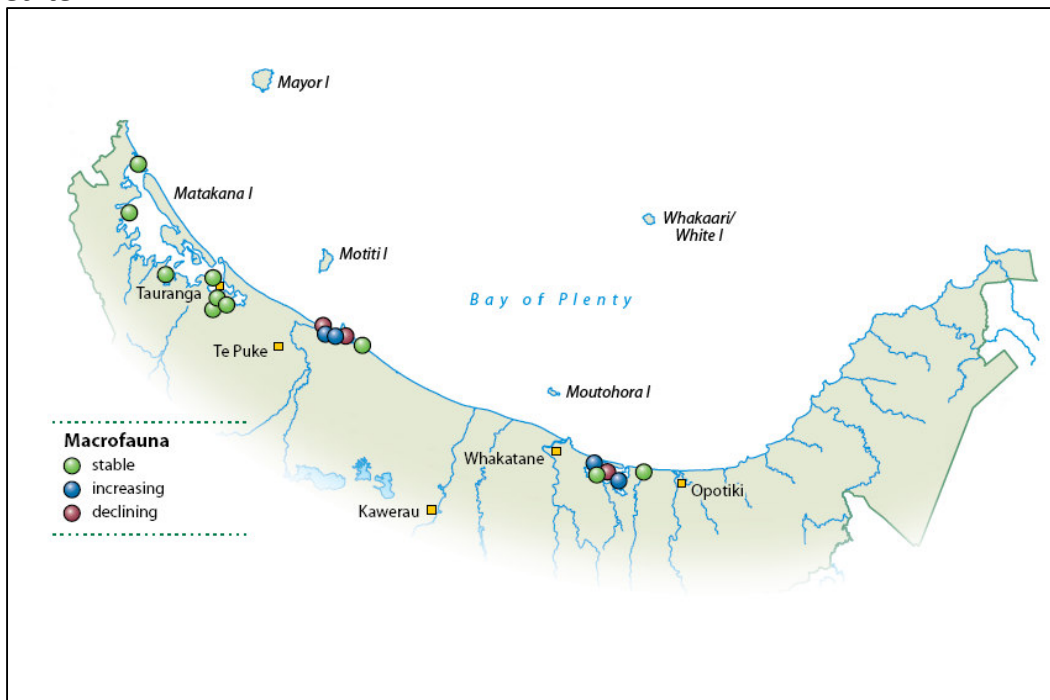 Mayor I
Matakana I
Whakaari/
White I
Motiti I
Tauranga
Bay of Plenty
Te Puke
Moutohora I
Macrofauna
stable
increasing
declining
Whakatane
Opotiki
Kawerau